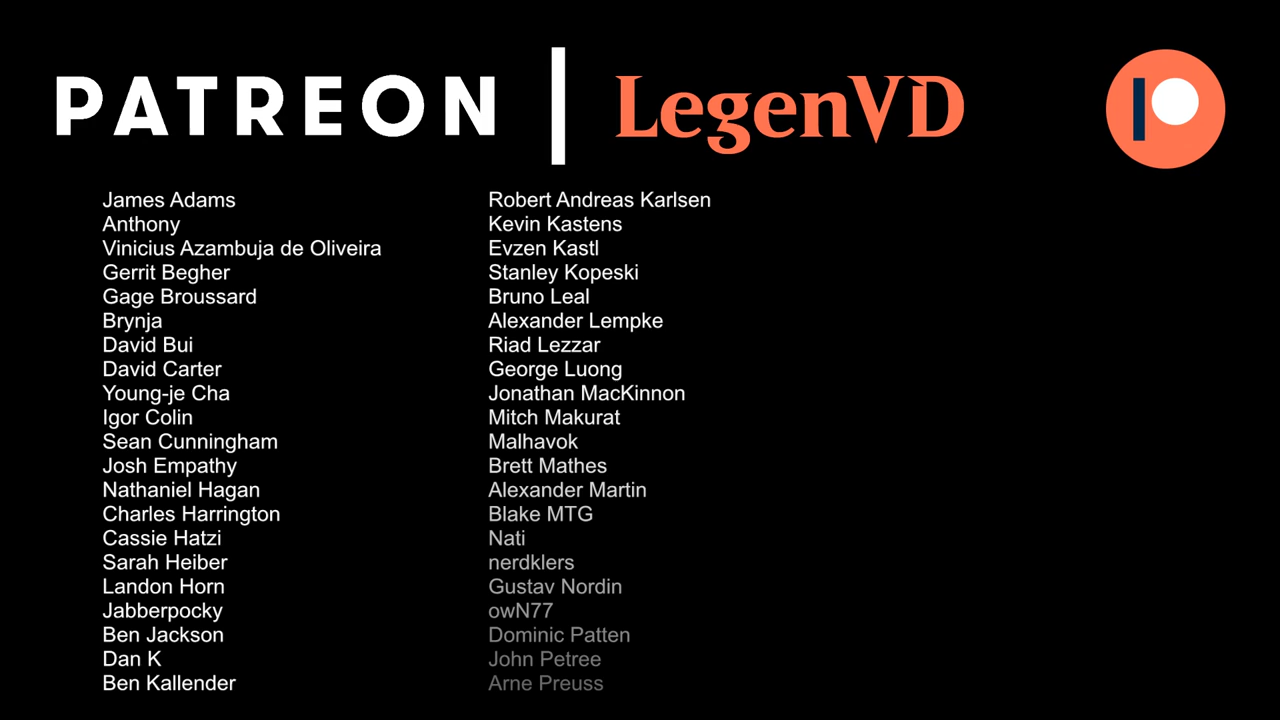 PATREON | LegenVD
James Adams
Anthony
Vinicius Azambuja de Oliveira
Gerrit Begher
Gage Broussard
Brynja
David Bui
David Carter
Young-je Cha
Igor Colin
Sean Cunningham
Josh Empathy
Nathaniel Hagan
Charles Harrington
Cassie Hatzi
Sarah Heiber
Landon Horn
Jabberpocky
Ben Jackson
Dan K
Ben Kallender
Robert Andreas Karlsen
Kevin Kastens
Evzen Kastl
Stanley Kopeski
Bruno Leal
Alexander Lempke
Riad Lezzar
George Luong
Jonathan MacKinnon
Mitch Makurat
Malhavok
Brett Mathes
Alexander Martin
Blake MTG
Nati
nerdklers
Gustav Nordin
owN77
Dominic Patten
John Petree
Arne Preuss